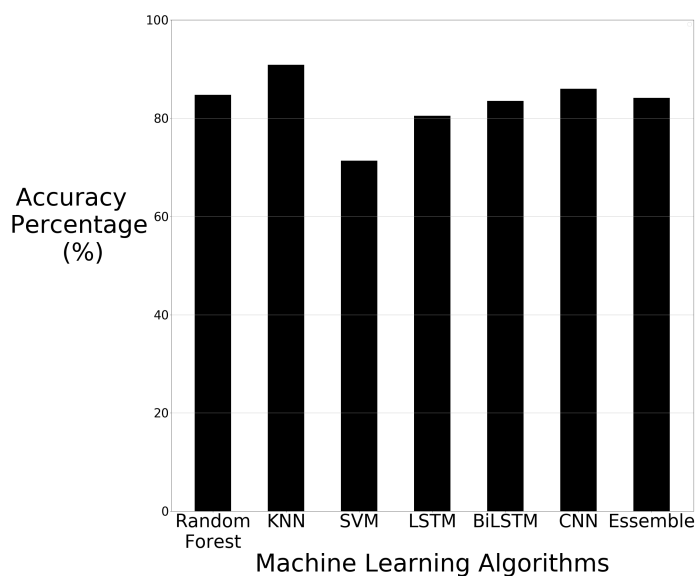 100
80
60
40
20
0
Accuracy
Percentage
(%)
Random
Forest
KNN
SVM
LSTM
BiLSTM
CNN
Essemble
Machine Learning Algorithms